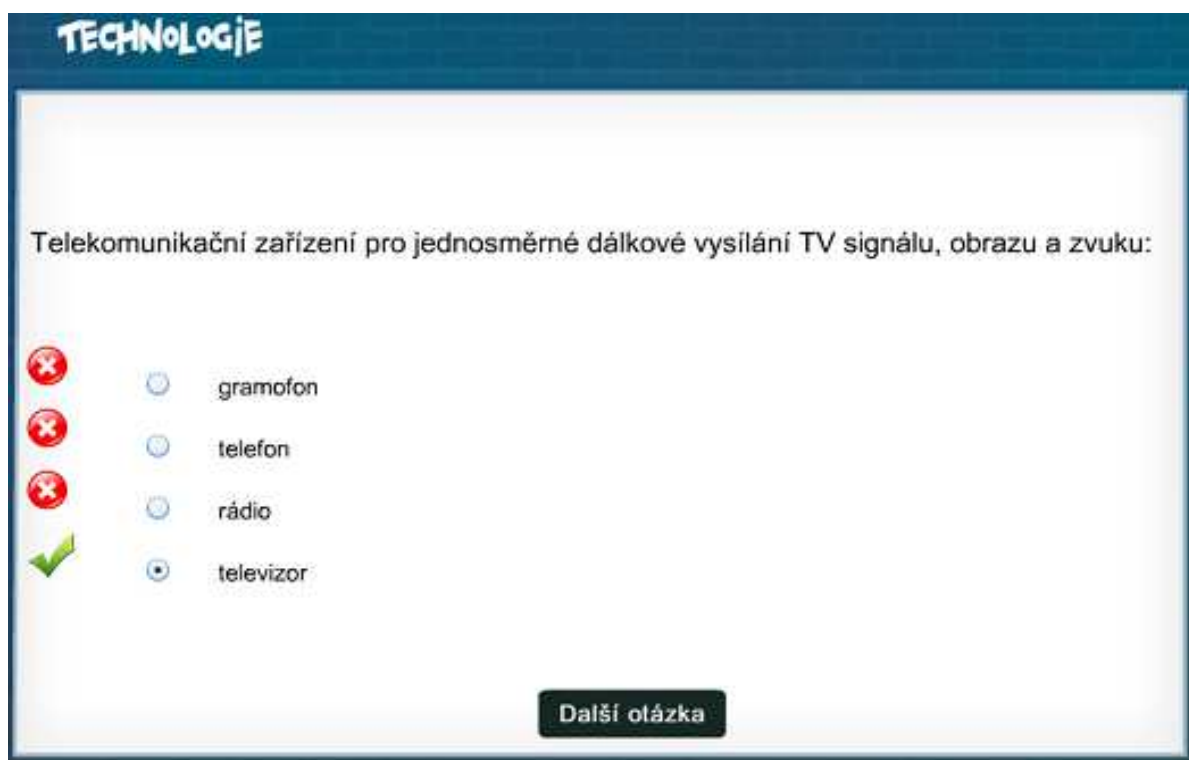 TECHNOLOGIE
Telekomunikační zařízení pro jednosměrné dálkové vysílání TV signálu, obrazu a zvuku:
gramofon
telefon
rádio
televizor
Další otázka